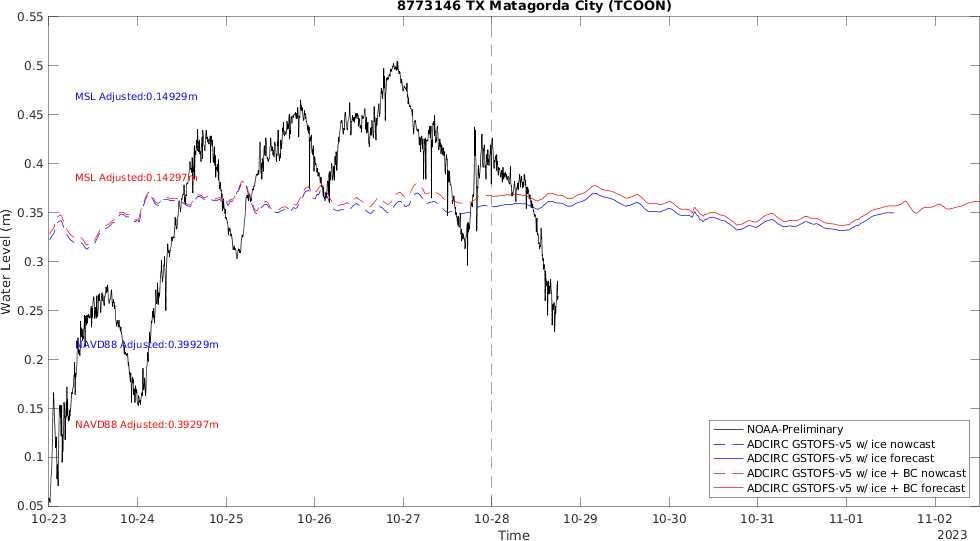 8773146 TX Matagorda City (TCOON)
0.55
0.5
0.45
0.4
0.35
0.3
0.25
0.2
0.15
0.1
0.05
Water Level (m)
MSL Adjusted:0.14929m
MSL Adjusted:0.14297m
NAVD88 Adjusted:0.39929m
NAVD88 Adjusted:0.39297m
NOAA-Preliminary
ADCIRC GSTOFS-v5 w/ ice nowcast
ADCIRC GSTOFS-v5 w/ ice forecast
ADCIRC GSTOFS-v5 w/ ice + BC nowcast
ADCIRC GSTOFS-v5 w/ ice + BC forecast
10-23 10-24 10-25 10-26 10-27 10-28 10-29 10-30 10-31 11-01 11-02
Time
2023